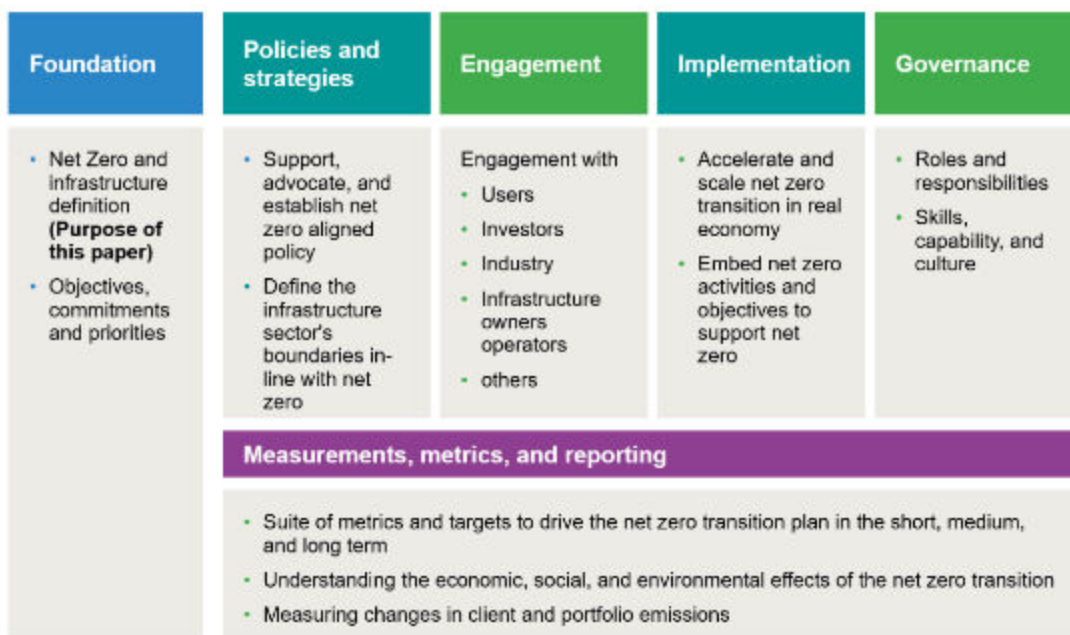 Foundation
• Net Zero and
infrastructure
definition
(Purpose of
this paper)
• Objectives,
commitments
and priorities
Policies and
strategies
• Support,
advocate, and
establish net
zero aligned
policy
• Define the
infrastructure
sector's
boundaries in-
line with net
zero
Engagement
Engagement with
• Users
• Investors
• Industry
• Infrastructure
owners
operators
• others
Implementation
• Accelerate and
scale net zero
transition in real
economy
• Embed net zero
activities and
objectives to
support net
zero
Governance
• Roles and
responsibilities
• Skills,
capability, and
culture
Measurements, metrics, and reporting
• Suite of metrics and targets to drive the net zero transition plan in the short, medium,
and long term
• Understanding the economic, social, and environmental effects of the net zero transition
• Measuring changes in client and portfolio emissions